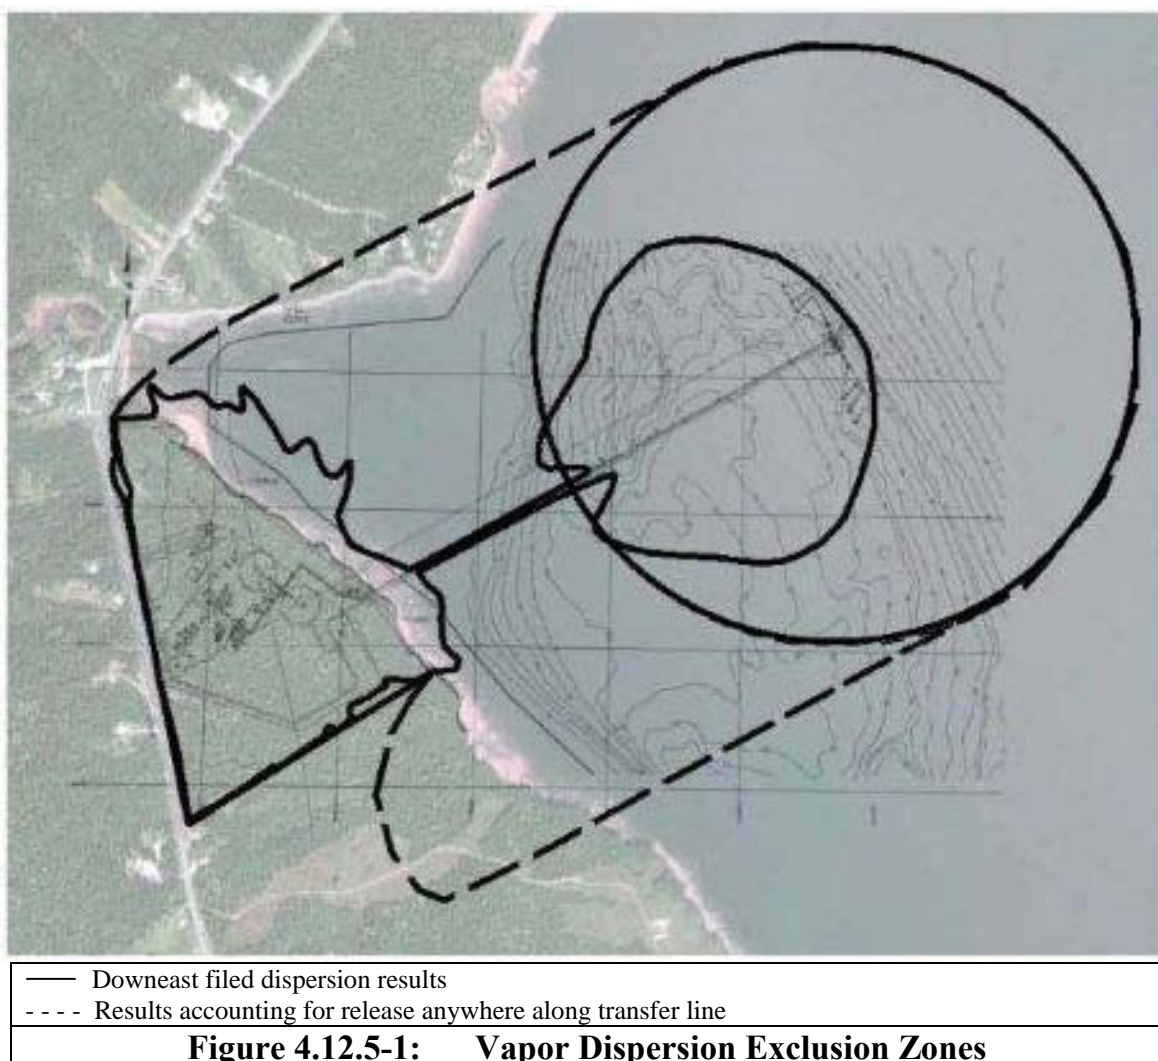 Downeast filed dispersion results
- - - - Results accounting for release anywhere along transfer line
Figure 4.12.5-1: Vapor Dispersion Exclusion Zones